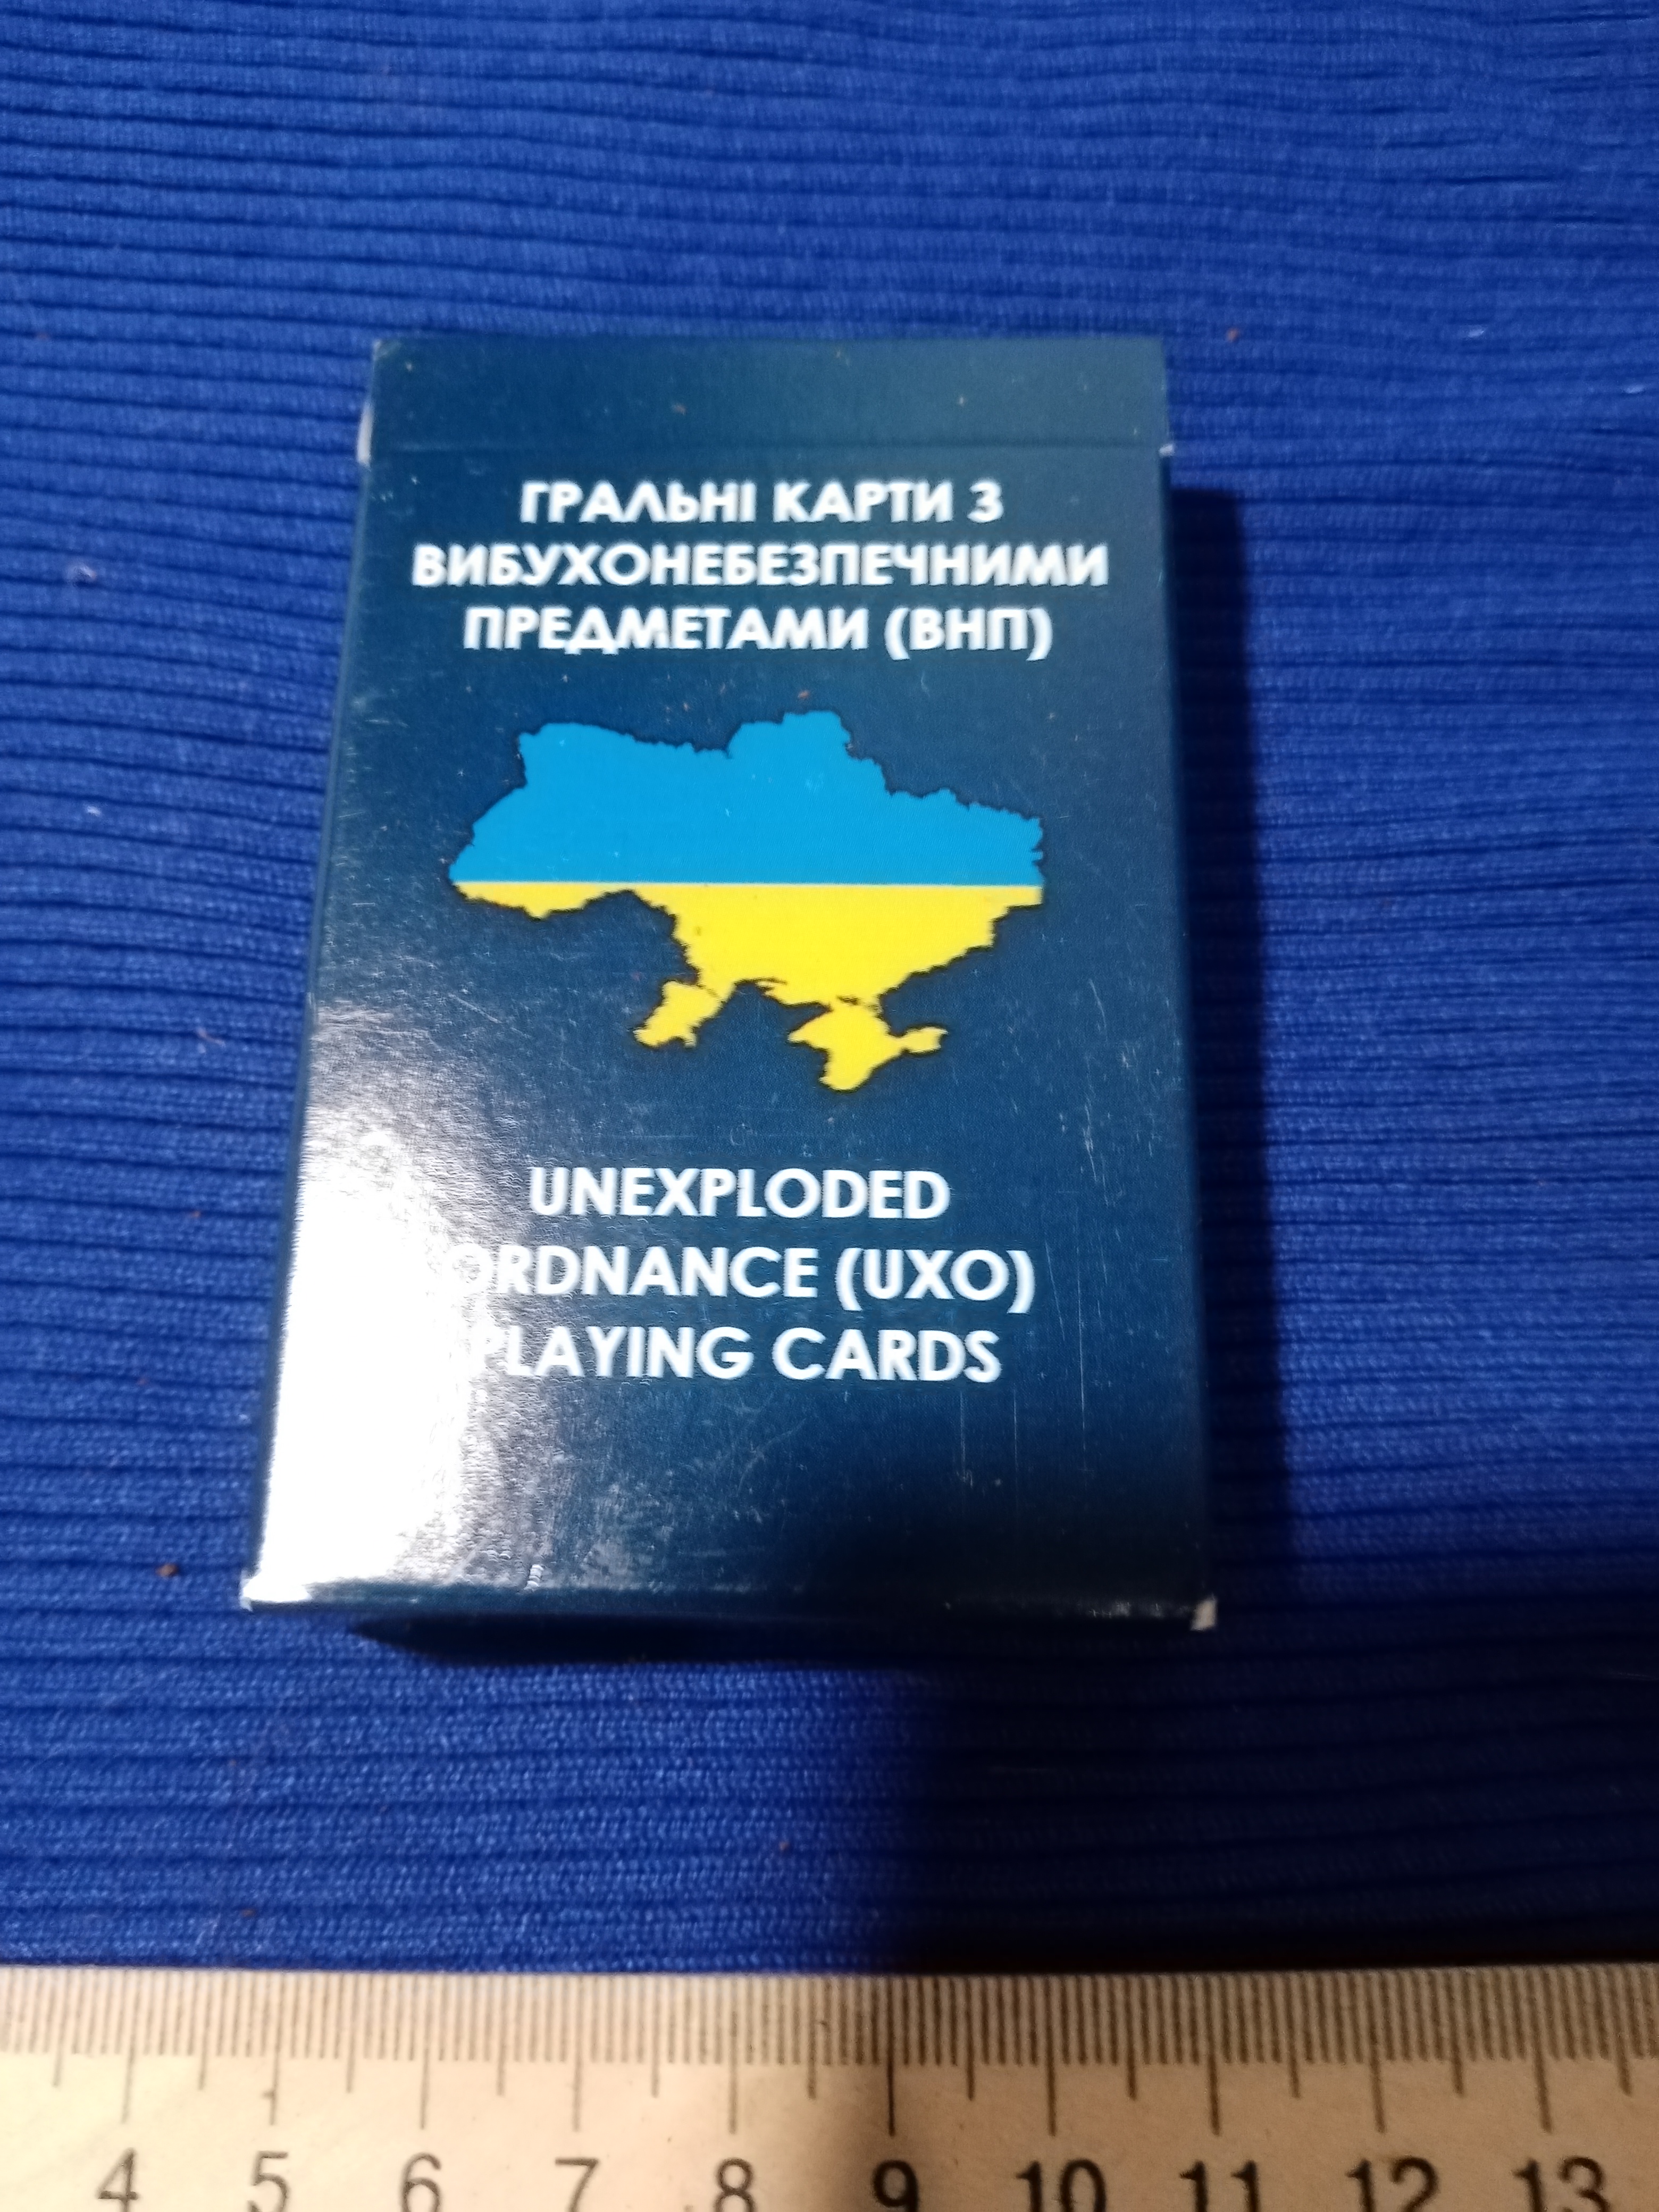 ГРАЛЬНІ КАРТИ З
ВИБУХОНЕБЕЗПЕЧНИМИ
ПРЕДМЕТАМИ (ВНП)
UNEXPLODED
ORDNANCE (UXO)
PLAYING CARDS
4 5 6 7 8 9 10 11 12 13